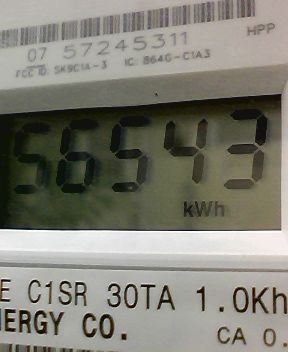 HPP
07 57245311
FCC ID: SK9C1A-3 IC: 864G-C1A3
56543
kWh
E C1SR 30TA 1.0Kh
ERGY CO.
CA 0.